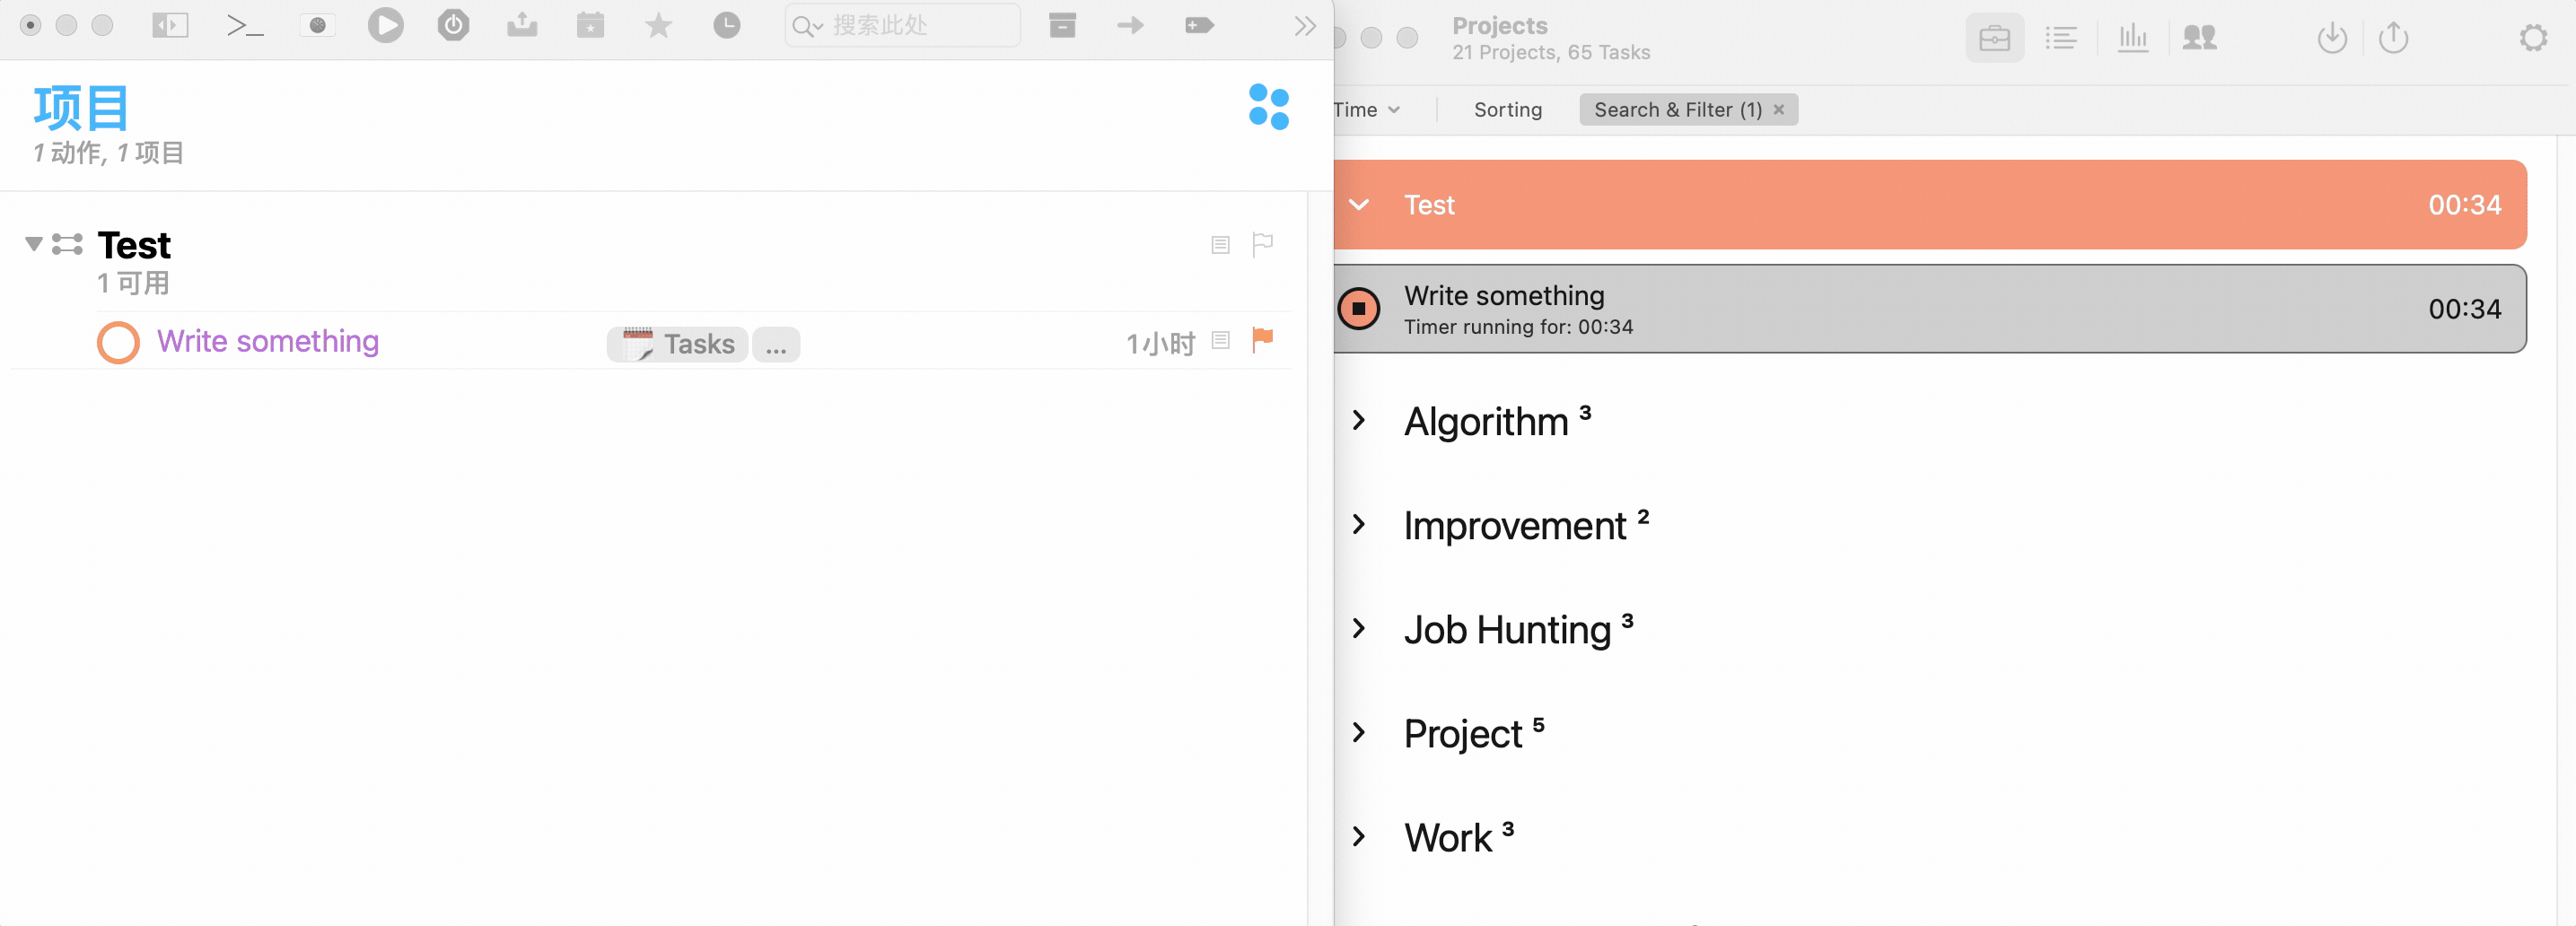 搜索此处
项目
1 动作, 1 项目
Test
1 可用
Write something
Tasks
...
1小时
Projects
21 Projects, 65 Tasks
Time
Sorting
Search & Filter (1) ×
Test
00:34
Write something
Timer running for: 00:34
00:34
Algorithm 3
Improvement 2
Job Hunting 3
Project 5
Work 3